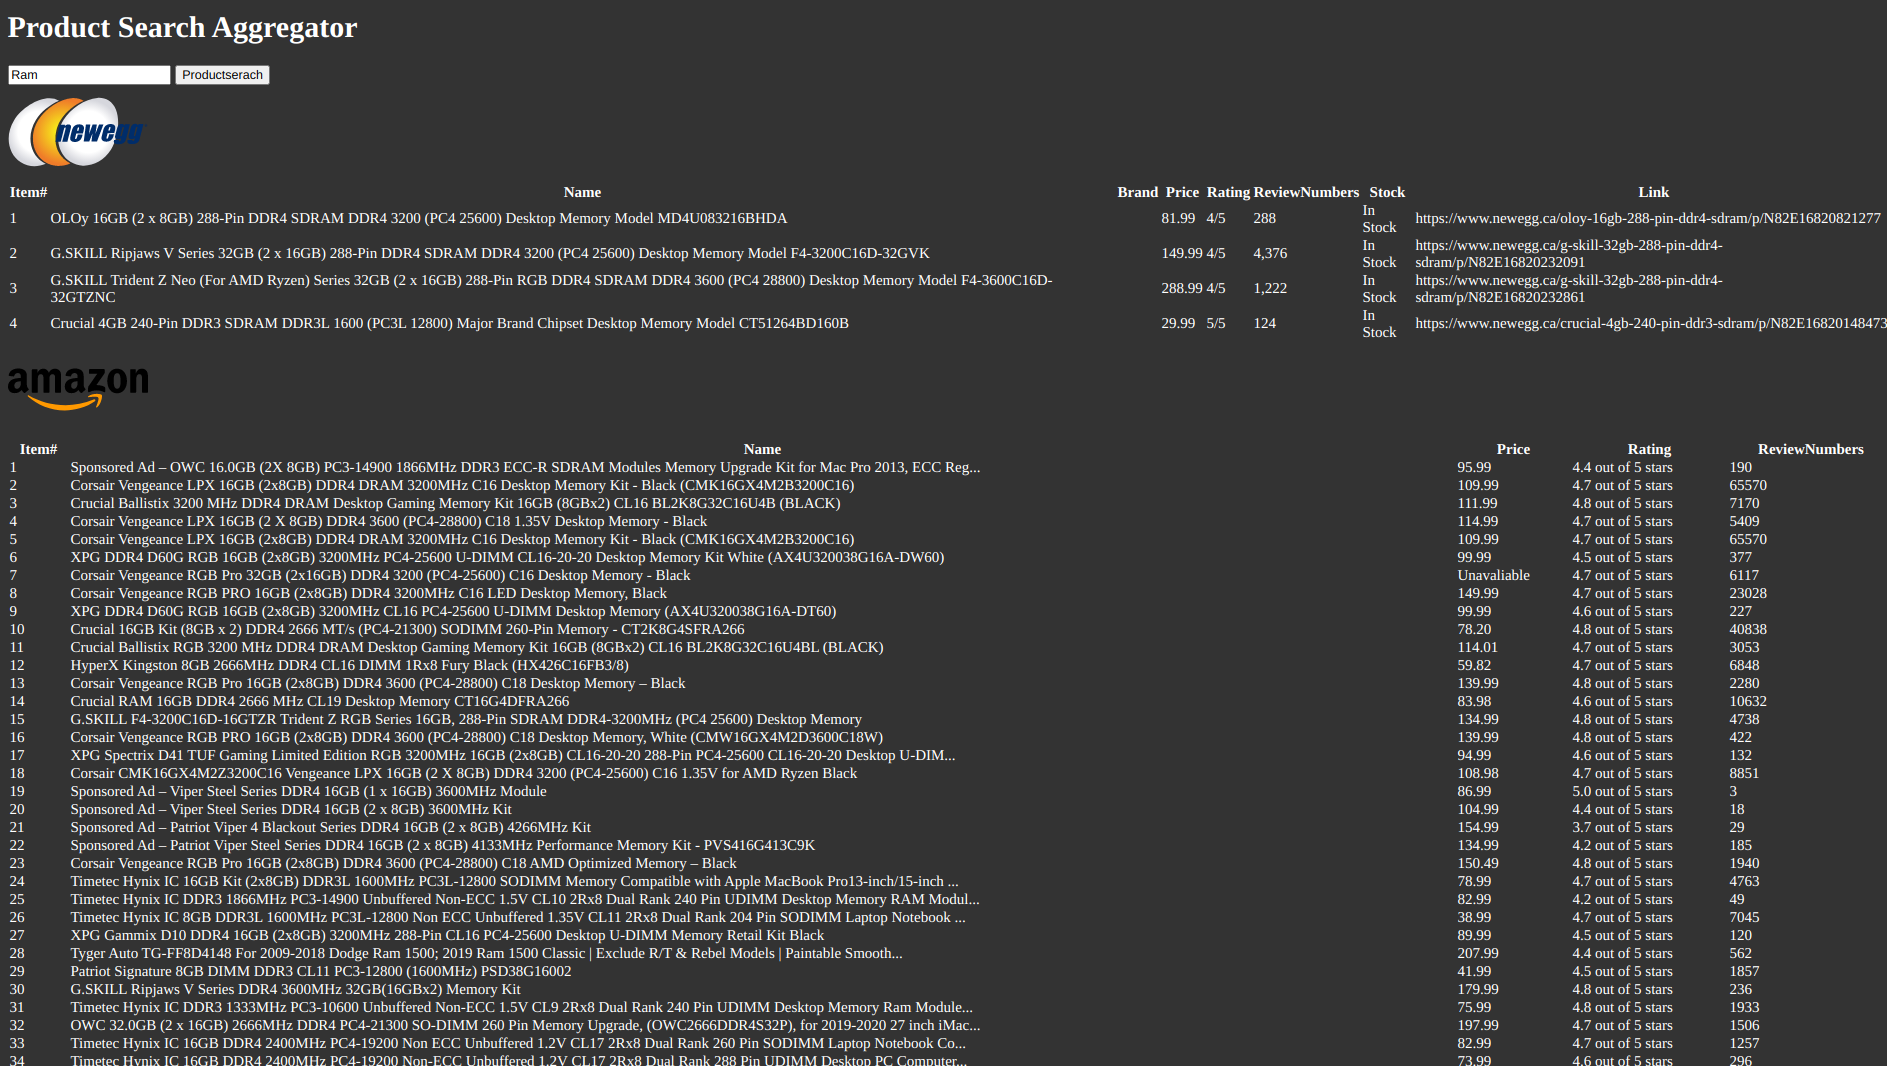 Product Search Aggregator
Ram Productserach
newegg
Item# Name Brand Price Rating ReviewNumbers Stock Link
1 OLOy 16GB (2 x 8GB) 288-Pin DDR4 SDRAM DDR4 3200 (PC4 25600) Desktop Memory Model MD4U083216BHDA 81.99 4/5 288 In Stock https://www.newegg.ca/oloy-16gb-288-pin-ddr4-sdram/p/N82E16820821277
2 G.SKILL Ripjaws V Series 32GB (2 x 16GB) 288-Pin DDR4 SDRAM DDR4 3200 (PC4 25600) Desktop Memory Model F4-3200C16D-32GVK 149.99 4/5 4,376 In Stock https://www.newegg.ca/g-skill-32gb-288-pin-ddr4-sdram/p/N82E16820232091
3 G.SKILL Trident Z Neo (For AMD Ryzen) Series 32GB (2 x 16GB) 288-Pin RGB DDR4 SDRAM DDR4 3600 (PC4 28800) Desktop Memory Model F4-3600C16D-32GTZNC 288.99 4/5 1,222 In Stock https://www.newegg.ca/g-skill-32gb-288-pin-ddr4-sdram/p/N82E16820232861
4 Crucial 4GB 240-Pin DDR3 SDRAM DDR3L 1600 (PC3L 12800) Major Brand Chipset Desktop Memory Model CT51264BD160B 29.99 5/5 124 In Stock https://www.newegg.ca/crucial-4gb-240-pin-ddr3-sdram/p/N82E16820148473
amazon
Item# Name Price Rating ReviewNumbers
1 Sponsored Ad – OWC 16.0GB (2X 8GB) PC3-14900 1866MHz DDR3 ECC-R SDRAM Modules Memory Upgrade Kit for Mac Pro 2013, ECC Reg... 95.99 4.4 out of 5 stars 190
2 Corsair Vengeance LPX 16GB (2x8GB) DDR4 DRAM 3200MHz C16 Desktop Memory Kit - Black (CMK16GX4M2B3200C16) 109.99 4.7 out of 5 stars 65570
3 Crucial Ballistix 3200 MHz DDR4 DRAM Desktop Gaming Memory Kit 16GB (8GBx2) CL16 BL2K8G32C16U4B (BLACK) 111.99 4.8 out of 5 stars 7170
4 Corsair Vengeance LPX 16GB (2 X 8GB) DDR4 3600 (PC4-28800) C18 1.35V Desktop Memory - Black 114.99 4.7 out of 5 stars 5409
5 Corsair Vengeance LPX 16GB (2x8GB) DDR4 DRAM 3200MHz C16 Desktop Memory Kit - Black (CMK16GX4M2B3200C16) 109.99 4.7 out of 5 stars 65570
6 XPG DDR4 D60G RGB 16GB (2x8GB) 3200MHz PC4-25600 U-DIMM CL16-20-20 Desktop Memory Kit White (AX4U320038G16A-DW60) 99.99 4.5 out of 5 stars 377
7 Corsair Vengeance RGB Pro 32GB (2x16GB) DDR4 3200 (PC4-25600) C16 Desktop Memory - Black Unavaliable 4.7 out of 5 stars 6117
8 Corsair Vengeance RGB PRO 16GB (2x8GB) DDR4 3200MHz C16 LED Desktop Memory, Black 149.99 4.7 out of 5 stars 23028
9 XPG DDR4 D60G RGB 16GB (2x8GB) 3200MHz CL16 PC4-25600 U-DIMM Desktop Memory (AX4U320038G16A-DT60) 99.99 4.6 out of 5 stars 227
10 Crucial 16GB Kit (8GB x 2) DDR4 2666 MT/s (PC4-21300) SODIMM 260-Pin Memory - CT2K8G4SFRA266 78.20 4.8 out of 5 stars 40838
11 Crucial Ballistix RGB 3200 MHz DDR4 DRAM Desktop Gaming Memory Kit 16GB (8GBx2) CL16 BL2K8G32C16U4BL (BLACK) 114.01 4.7 out of 5 stars 3053
12 HyperX Kingston 8GB 2666MHz DDR4 CL16 DIMM 1Rx8 Fury Black (HX426C16FB3/8) 59.82 4.7 out of 5 stars 6848
13 Corsair Vengeance RGB Pro 16GB (2x8GB) DDR4 3600 (PC4-28800) C18 Desktop Memory – Black 139.99 4.8 out of 5 stars 2280
14 Crucial RAM 16GB DDR4 2666 MHz CL19 Desktop Memory CT16G4DFRA266 83.98 4.6 out of 5 stars 10632
15 G.SKILL F4-3200C16D-16GTZR Trident Z RGB Series 16GB, 288-Pin SDRAM DDR4-3200MHz (PC4 25600) Desktop Memory 134.99 4.8 out of 5 stars 4738
16 Corsair Vengeance RGB PRO 16GB (2x8GB) DDR4 3600 (PC4-28800) C18 Desktop Memory, White (CMW16GX4M2D3600C18W) 139.99 4.8 out of 5 stars 422
17 XPG Spectrix D41 TUF Gaming Limited Edition RGB 3200MHz 16GB (2x8GB) CL16-20-20 288-Pin PC4-25600 CL16-20-20 Desktop U-DIM... 94.99 4.6 out of 5 stars 132
18 Corsair CMK16GX4M2Z3200C16 Vengeance LPX 16GB (2 X 8GB) DDR4 3200 (PC4-25600) C16 1.35V for AMD Ryzen Black 108.98 4.7 out of 5 stars 8851
19 Sponsored Ad – Viper Steel Series DDR4 16GB (1 x 16GB) 3600MHz Module 86.99 5.0 out of 5 stars 3
20 Sponsored Ad – Viper Steel Series DDR4 16GB (2 x 8GB) 3600MHz Kit 104.99 4.4 out of 5 stars 18
21 Sponsored Ad – Patriot Viper 4 Blackout Series DDR4 16GB (2 x 8GB) 4266MHz Kit 154.99 3.7 out of 5 stars 29
22 Sponsored Ad – Patriot Viper Steel Series DDR4 16GB (2 x 8GB) 4133MHz Performance Memory Kit - PVS416G413C9K 134.99 4.2 out of 5 stars 185
23 Corsair Vengeance RGB Pro 16GB (2x8GB) DDR4 3600 (PC4-28800) C18 AMD Optimized Memory – Black 150.49 4.8 out of 5 stars 1940
24 Timetec Hynix IC 16GB Kit (2x8GB) DDR3L 1600MHz PC3L-12800 SODIMM Memory Compatible with Apple MacBook Pro13-inch/15-inch ... 78.99 4.7 out of 5 stars 4763
25 Timetec Hynix IC DDR3 1866MHz PC3-14900 Unbuffered Non-ECC 1.5V CL10 2Rx8 Dual Rank 240 Pin UDIMM Desktop Memory RAM Modul... 82.99 4.2 out of 5 stars 49
26 Timetec Hynix IC 8GB DDR3L 1600MHz PC3L-12800 Non ECC Unbuffered 1.35V CL11 2Rx8 Dual Rank 204 Pin SODIMM Laptop Notebook ... 38.99 4.7 out of 5 stars 7045
27 XPG Gammix D10 DDR4 16GB (2x8GB) 3200MHz 288-Pin CL16 PC4-25600 Desktop U-DIMM Memory Retail Kit Black 89.99 4.5 out of 5 stars 120
28 Tyger Auto TG-FF8D4148 For 2009-2018 Dodge Ram 1500; 2019 Ram 1500 Classic | Exclude R/T & Rebel Models | Paintable Smooth... 207.99 4.4 out of 5 stars 562
29 Patriot Signature 8GB DIMM DDR3 CL11 PC3-12800 (1600MHz) PSD38G16002 41.99 4.5 out of 5 stars 1857
30 G.SKILL Ripjaws V Series DDR4 3600MHz 32GB(16GBx2) Memory Kit 179.99 4.8 out of 5 stars 236
31 Timetec Hynix IC DDR3 1333MHz PC3-10600 Unbuffered Non-ECC 1.5V CL9 2Rx8 Dual Rank 240 Pin UDIMM Desktop Memory Ram Module... 75.99 4.8 out of 5 stars 1933
32 OWC 32.0GB (2 x 16GB) 2666MHz DDR4 PC4-21300 SO-DIMM 260 Pin Memory Upgrade, (OWC2666DDR4S32P), for 2019-2020 27 inch iMac... 197.99 4.7 out of 5 stars 1506
33 Timetec Hynix IC 16GB DDR4 2400MHz PC4-19200 Non ECC Unbuffered 1.2V CL17 2Rx8 Dual Rank 260 Pin SODIMM Laptop Notebook Co... 82.99 4.7 out of 5 stars 1257
34 Timetec Hynix IC 16GB DDR4 2400MHz PC4-19200 Non-ECC Unbuffered 1.2V CL17 2Rx8 Dual Rank 288 Pin UDIMM Desktop PC Computer... 73.99 4.6 out of 5 stars 296